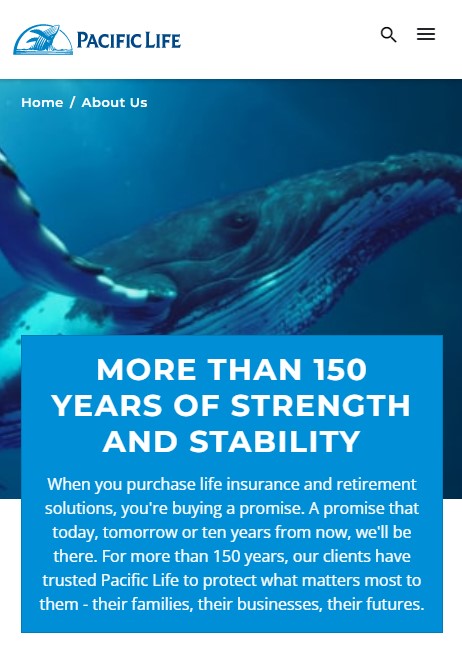 PACIFIC LIFE
Home / About Us
MORE THAN 150
YEARS OF STRENGTH
AND STABILITY
When you purchase life insurance and retirement
solutions, you're buying a promise. A promise that
today, tomorrow or ten years from now, we'll be
there. For more than 150 years, our clients have
trusted Pacific Life to protect what matters most to
them - their families, their businesses, their futures.